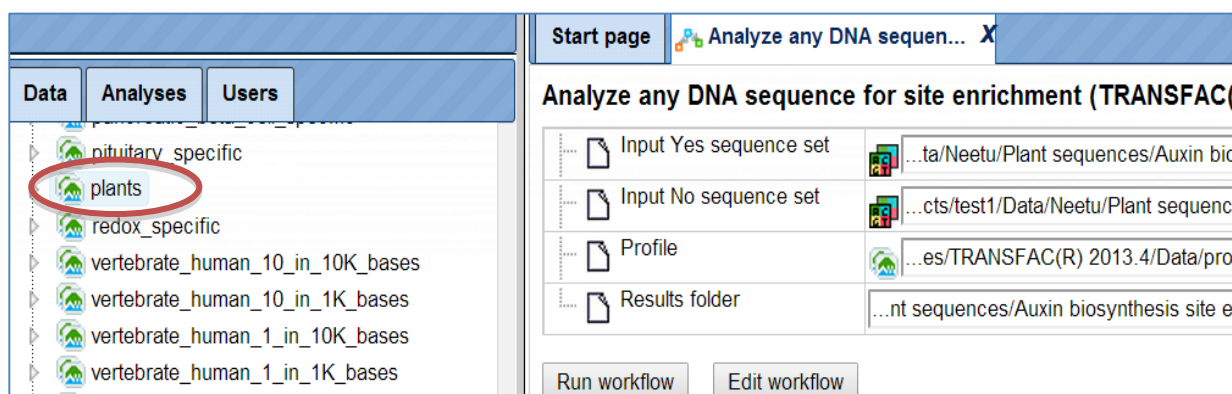 Data
Analyses
Users
pituitary_specific
plants
redox_specific
vertebrate_human_10_in_10K_bases
vertebrate_human_10_in_1K_bases
vertebrate_human_1_in_10K_bases
vertebrate_human_1_in_1K_bases
Start page
Analyze any DNA sequen... X
Analyze any DNA sequence for site enrichment (TRANSFAC(
Input Yes sequence set ...ta/Neetu/Plant sequences/Auxin bio
Input No sequence set ...cts/test1/Data/Neetu/Plant sequenc
Profile ...es/TRANSFAC(R) 2013.4/Data/pro
Results folder ...nt sequences/Auxin biosynthesis site e
Run workflow
Edit workflow